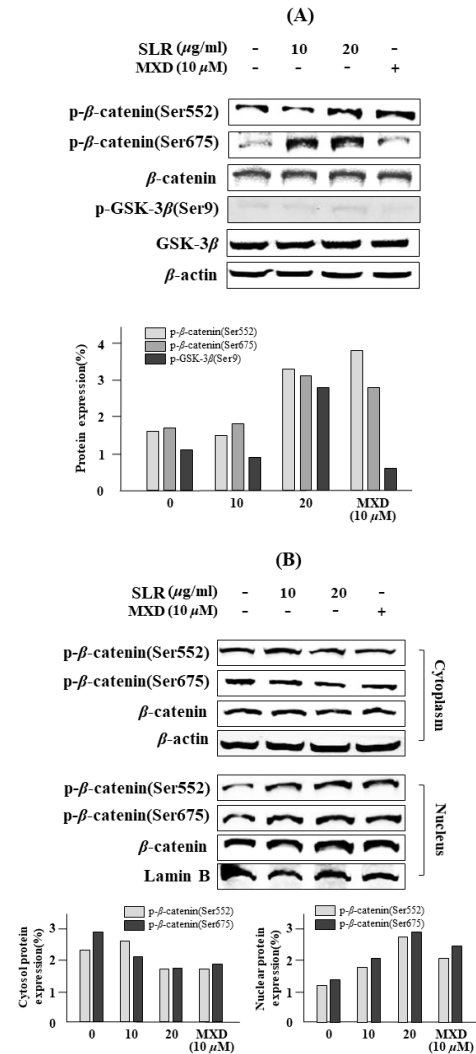 (A)
SLR (μg/ml) - 10 20 -
MXD (10 μM) - - - +
p-β-catenin(Ser552)
p-β-catenin(Ser675)
β-catenin
p-GSK-3β(Ser9)
GSK-3β
β-actin
p-β-catenin(Ser552)
p-β-catenin(Ser675)
p-GSK-3β(Ser9)
Protein expression(%)
4
3
2
1
0
0 10 20 MXD
(10 μM)
(B)
SLR (μg/ml) - 10 20 -
MXD (10 μM) - - - +
p-β-catenin(Ser552)
p-β-catenin(Ser675)
β-catenin
β-actin
Cytoplasm
p-β-catenin(Ser552)
p-β-catenin(Ser675)
β-catenin
Lamin B
Nucleus
p-β-catenin(Ser552)
p-β-catenin(Ser675)
Cytosol protein
expression(%)
3
2
1
0
0 10 20 MXD
(10 μM)
p-β-catenin(Ser552)
p-β-catenin(Ser675)
Nuclear protein
expression(%)
3
2
1
0
0 10 20 MXD
(10 μM)